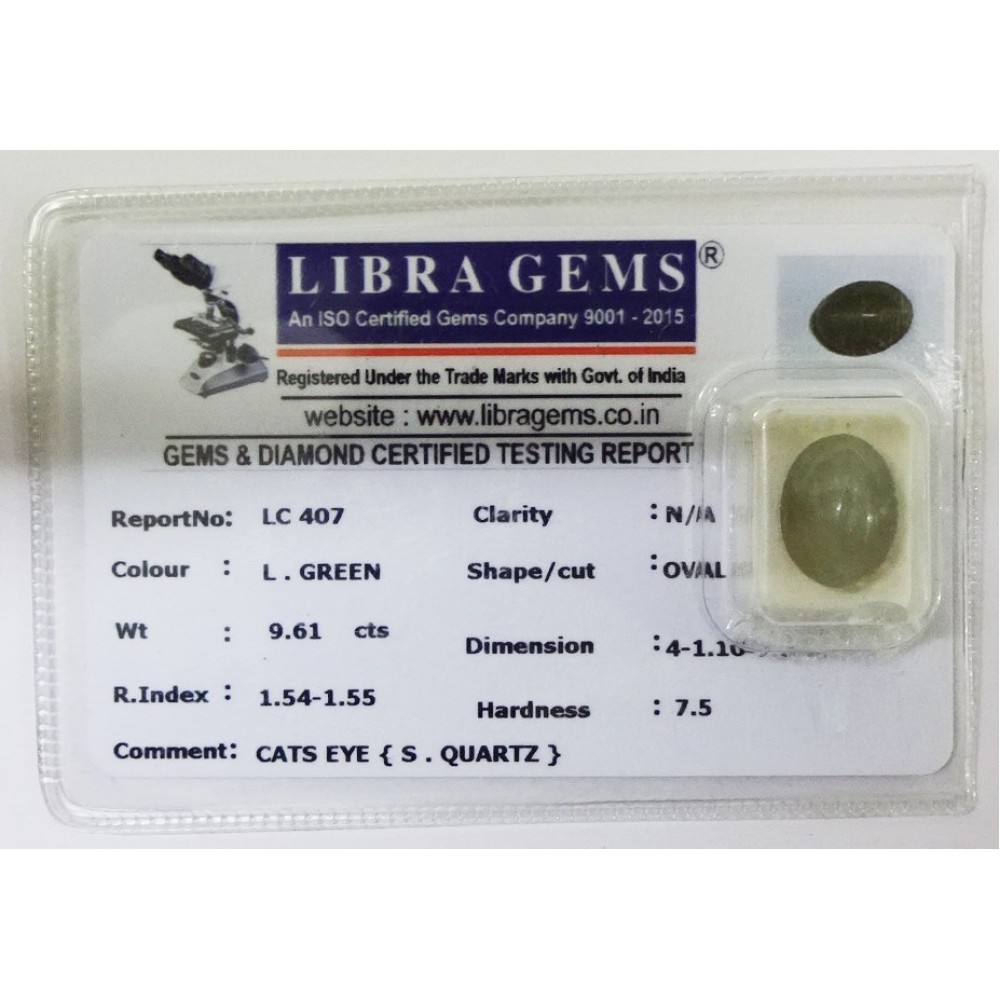 LIBRA GEMS ®
An ISO Certified Gems Company 9001 - 2015
Registered Under the Trade Marks with Govt. of India
website : www.libragems.co.in
GEMS & DIAMOND CERTIFIED TESTING REPORT
ReportNo: LC 407 Clarity : N/A
Colour : L . GREEN Shape/cut : OVAL
Wt : 9.61 cts Dimension :
R.Index : 1.54-1.55 Hardness : 7.5
Comment: CATS EYE { S . QUARTZ }